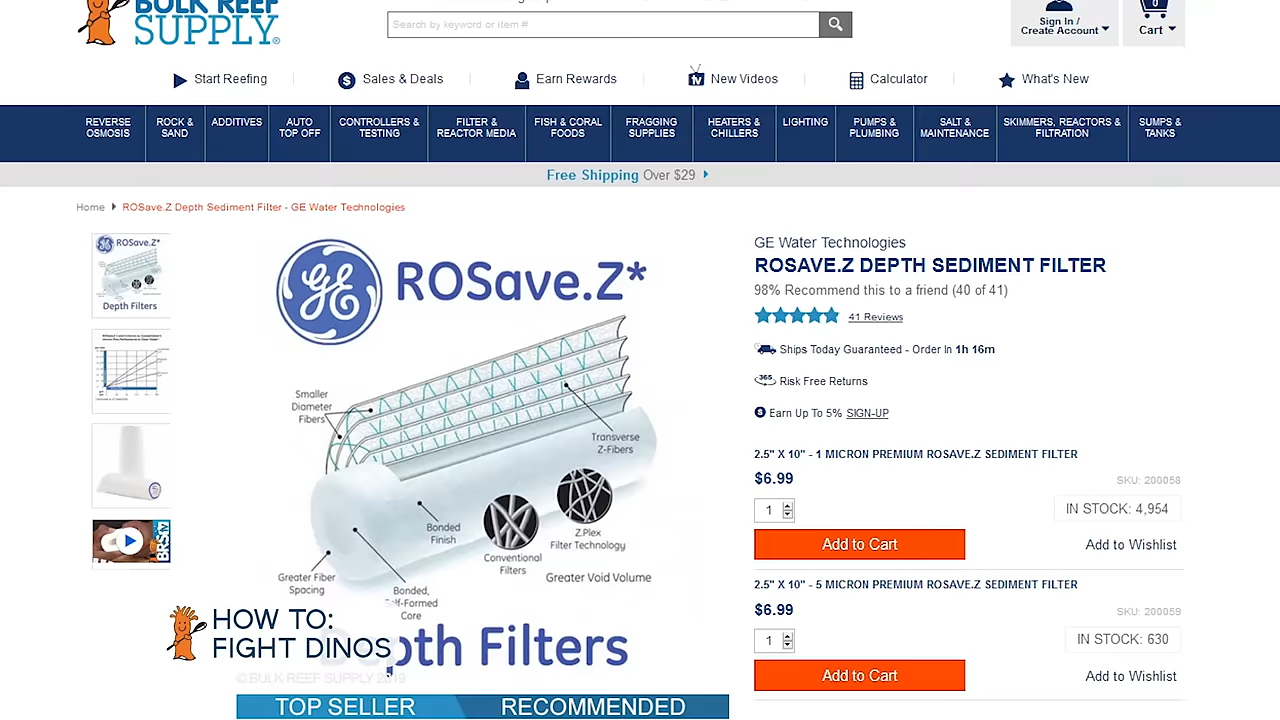 BULK REEF
SUPPLY®
Search by keyword or item #
Sign In /
Create Account
0
Cart
Start Reefing
Sales & Deals
Earn Rewards
New Videos
Calculator
What's New
REVERSE
OSMOSIS
ROCK &
SAND
ADDITIVES
AUTO
TOP OFF
CONTROLLERS &
TESTING
FILTER &
REACTOR MEDIA
FISH & CORAL
FOODS
FRAGGING
SUPPLIES
HEATERS &
CHILLERS
LIGHTING
PUMPS &
PLUMBING
SALT &
MAINTENANCE
SKIMMERS, REACTORS &
FILTRATION
SUMPS &
TANKS
Free Shipping Over $29
Home ROSave.Z Depth Sediment Filter - GE Water Technologies
ROSave.Z*
Depth Filters
BRStv
GE ROSave.Z*
Smaller
Diameter
Fibers
Transverse
Z-Fibers
Bonded
Finish
Z.Plex
Filter Technology
Conventional
Filters
Greater Void Volume
Greater Fiber
Spacing
Bonded,
Self-Formed
Core
Depth Filters
HOW TO:
FIGHT DINOS
© BULK REEF SUPPLY 2019
TOP SELLER
RECOMMENDED
GE Water Technologies
ROSAVE.Z DEPTH SEDIMENT FILTER
98% Recommend this to a friend (40 of 41)
41 Reviews
Ships Today Guaranteed - Order In 1h 16m
365 Risk Free Returns
Earn Up To 5% SIGN-UP
2.5" X 10" - 1 MICRON PREMIUM ROSAVE.Z SEDIMENT FILTER
$6.99
SKU: 200058
1
IN STOCK: 4,954
Add to Cart
Add to Wishlist
2.5" X 10" - 5 MICRON PREMIUM ROSAVE.Z SEDIMENT FILTER
$6.99
SKU: 200059
1
IN STOCK: 630
Add to Cart
Add to Wishlist